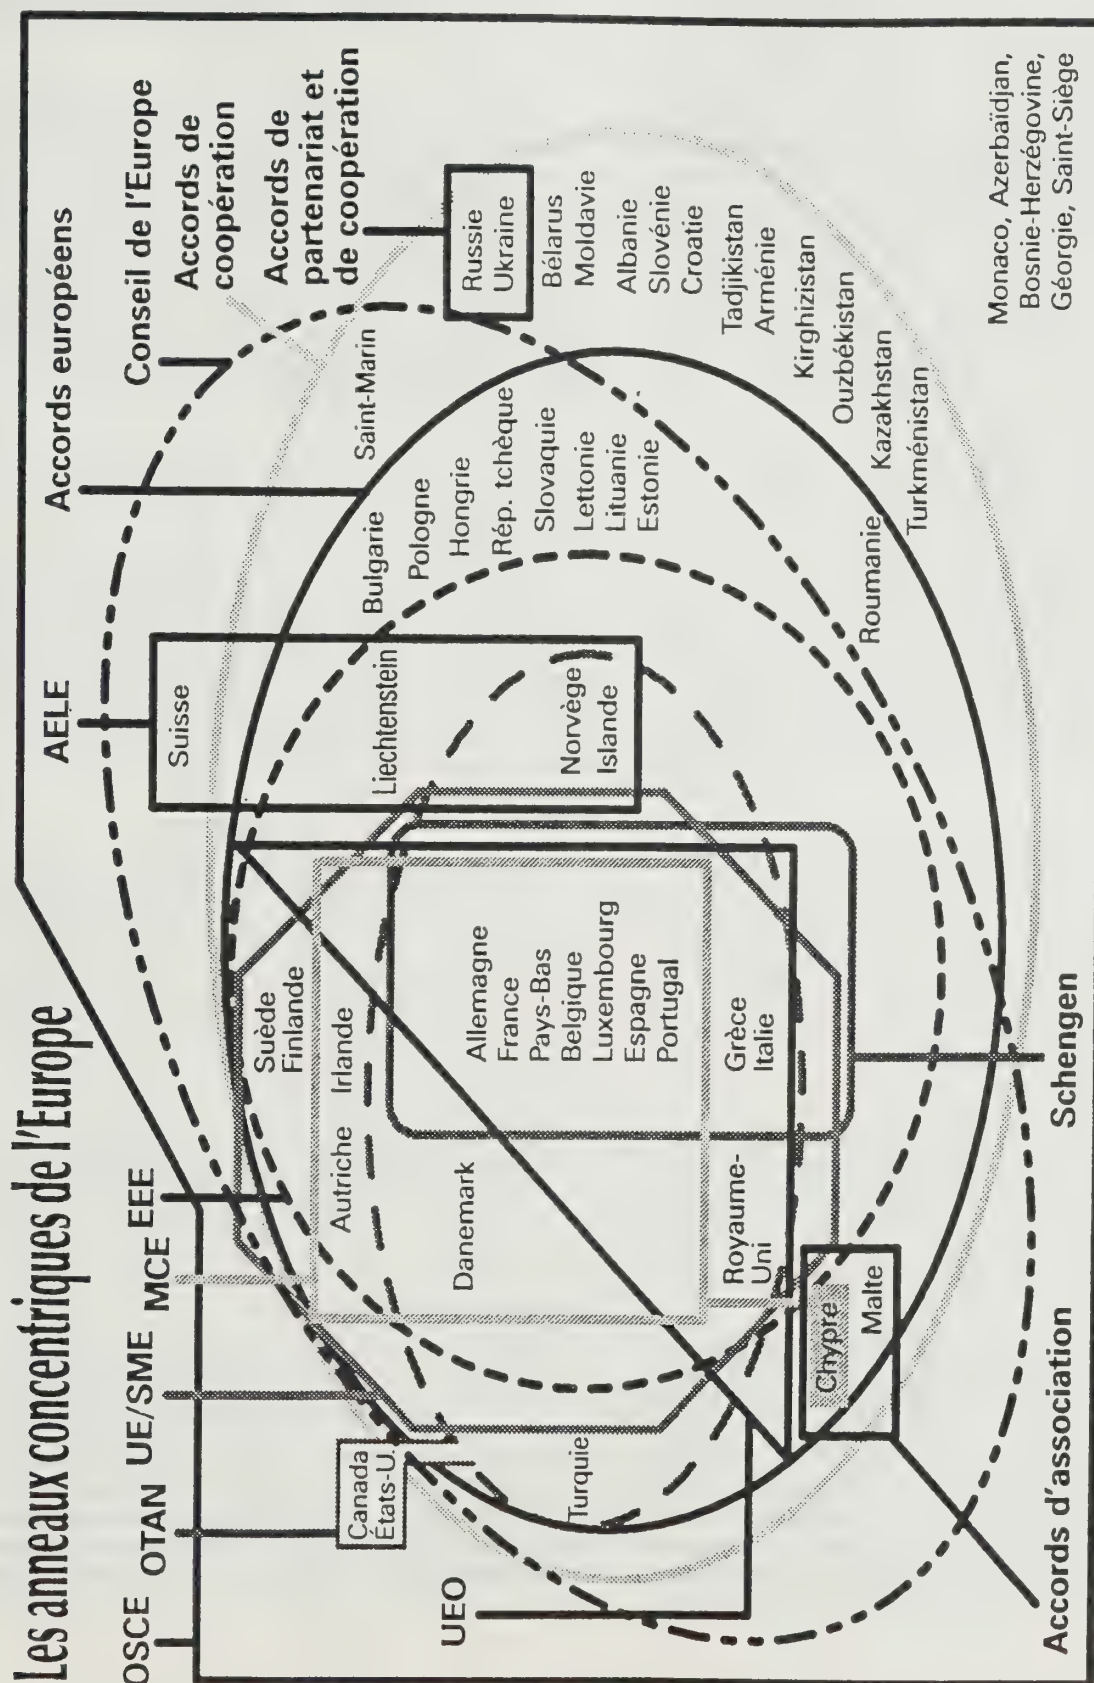 Les anneaux concentriques de l'Europe
OSCE
OTAN
UE/SME
MCE
EEE
AELE
Accords européens
Conseil de l'Europe
Accords de
coopération
Accords de
partenariat et
de coopération
Canada
États-U.
Suède
Finlande
Suisse
Saint-Marin
Russie
Ukraine
Autriche
Irlande
Liechtenstein
Bulgarie
Pologne
Hongrie
Rép. tchèque
Slovaquie
Lettonie
Lituanie
Estonie
Bélarus
Moldavie
Albanie
Slovénie
Croatie
Tadjikistan
Arménie
Kirghizistan
Ouzbékistan
Kazakhstan
Turkménistan
UEO
Danemark
Allemagne
France
Pays-Bas
Belgique
Luxembourg
Espagne
Portugal
Norvège
Islande
Turquie
Royaume-
Uni
Grèce
Italie
Chypre
Malte
Roumanie
Monaco, Azerbaïdjan,
Bosnie-Herzégovine,
Géorgie, Saint-Siège
Accords d'association
Schengen